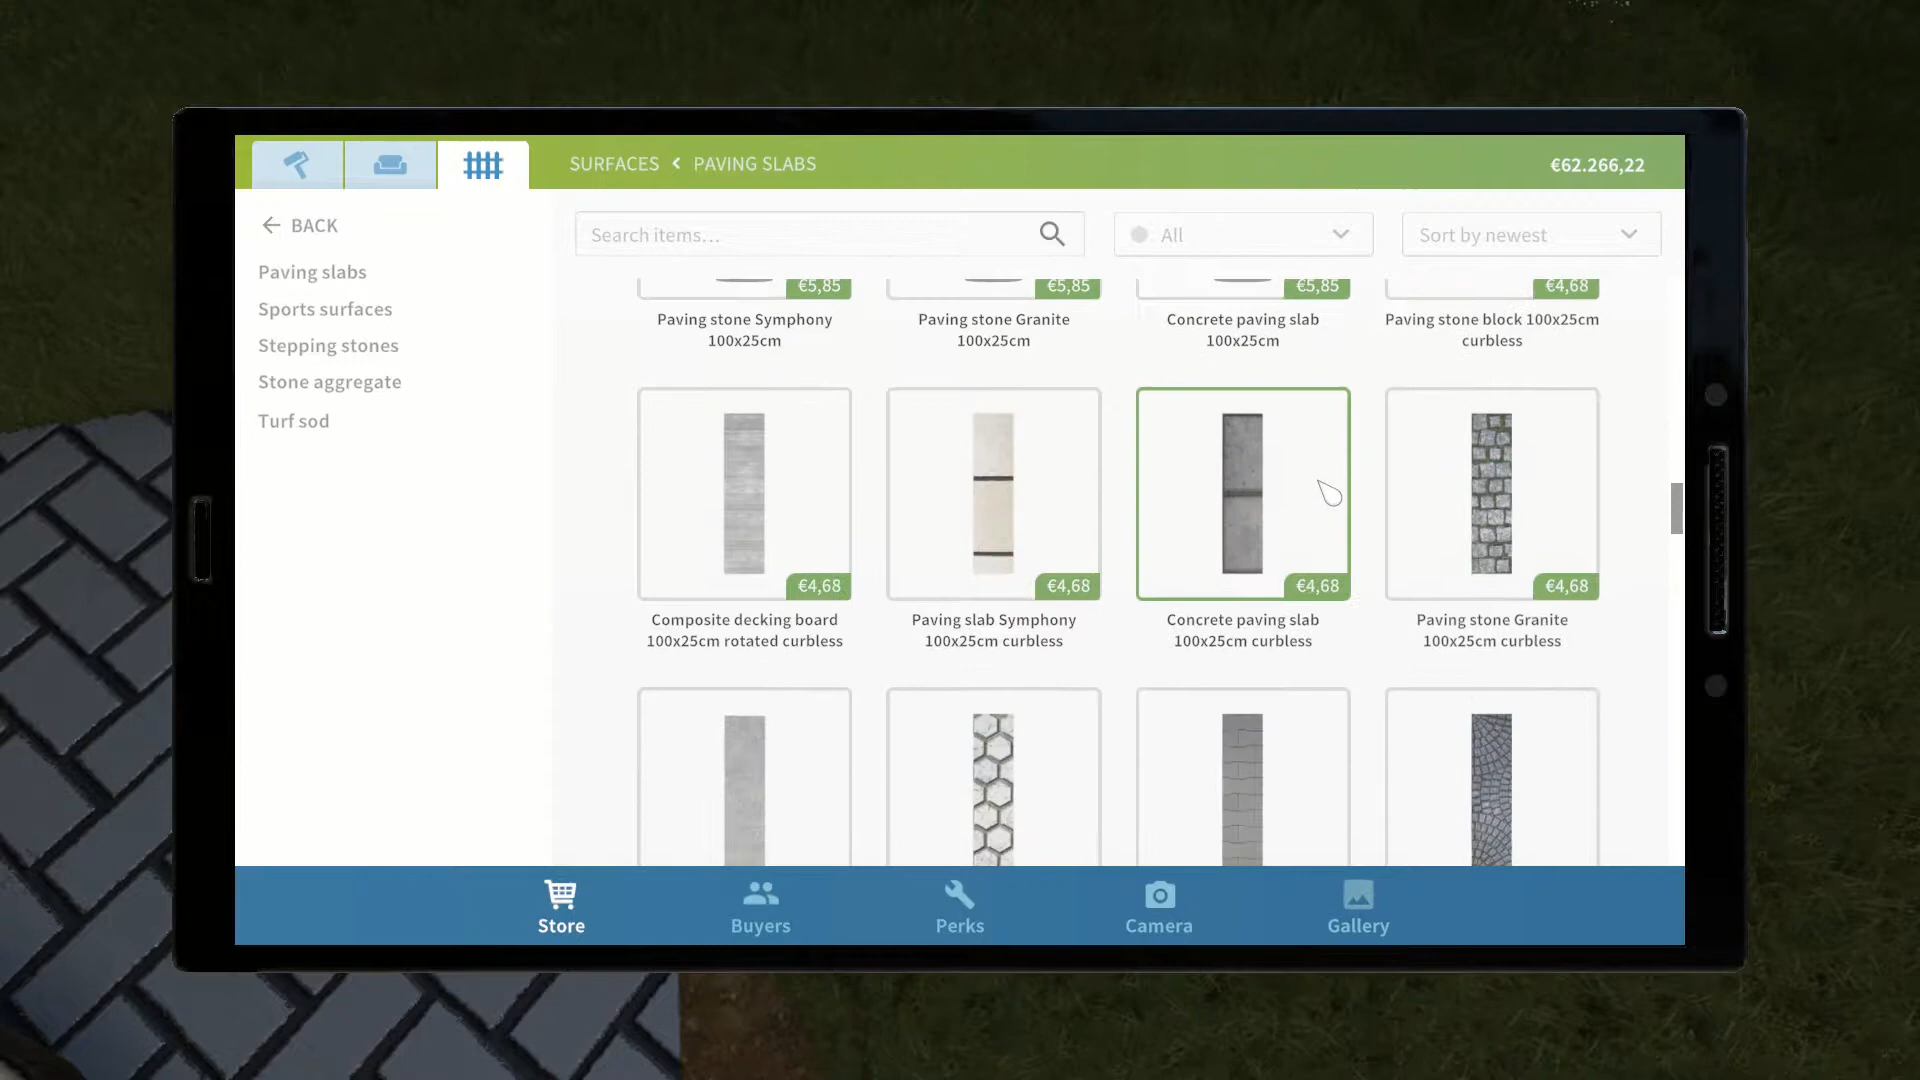 SURFACES < PAVING SLABS
€62.266,22
BACK
Paving slabs
Sports surfaces
Stepping stones
Stone aggregate
Turf sod
Search items...
All
Sort by newest
€5,85
€5,85
€5,85
€4,68
Paving stone Symphony
100x25cm
Paving stone Granite
100x25cm
Concrete paving slab
100x25cm
Paving stone block 100x25cm
curbless
€4,68
€4,68
€4,68
€4,68
Composite decking board
100x25cm rotated curbless
Paving slab Symphony
100x25cm curbless
Concrete paving slab
100x25cm curbless
Paving stone Granite
100x25cm curbless
Store
Buyers
Perks
Camera
Gallery